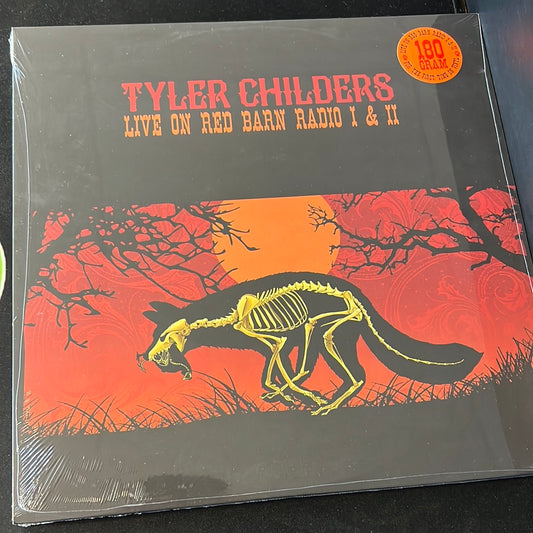 TYLER CHILDERS
LIVE ON RED BARN RADIO I & II
180
GRAM